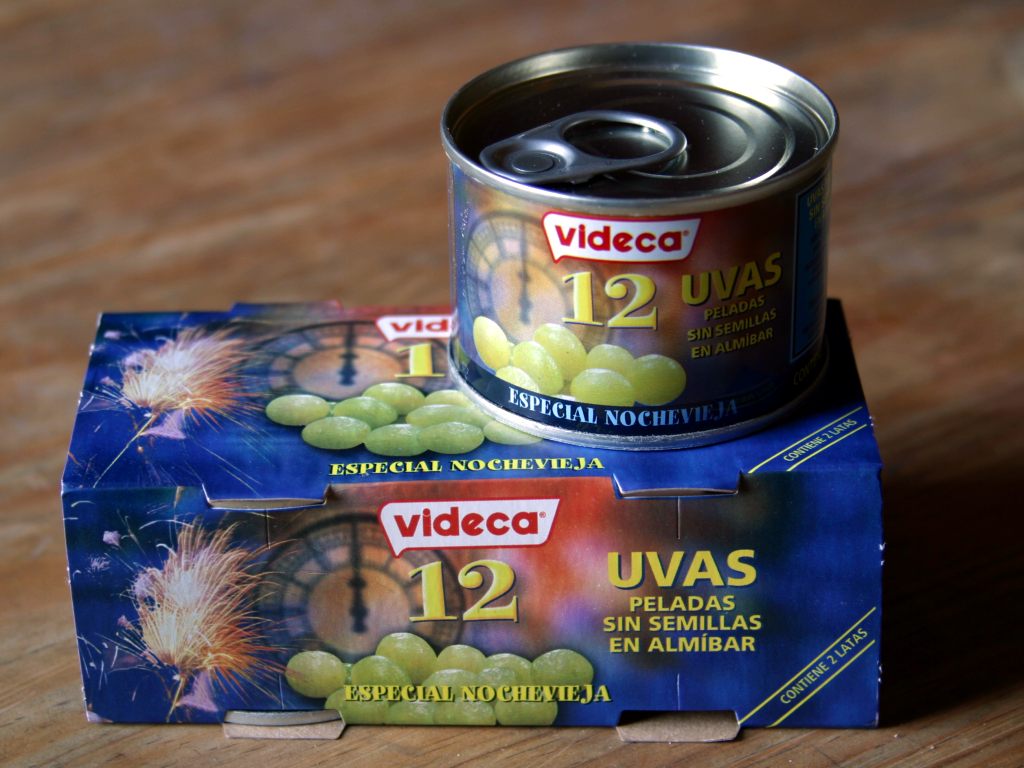 videca®
12
UVAS
PELADAS
SIN SEMILLAS
EN ALMÍBAR
ESPECIAL NOCHEVIEJA
vid
1
ESPECIAL NOCHEVIEJA
CONTIENE 2 LATAS
videca®
12
UVAS
PELADAS
SIN SEMILLAS
EN ALMÍBAR
ESPECIAL NOCHEVIEJA
CONTIENE 2 LATAS